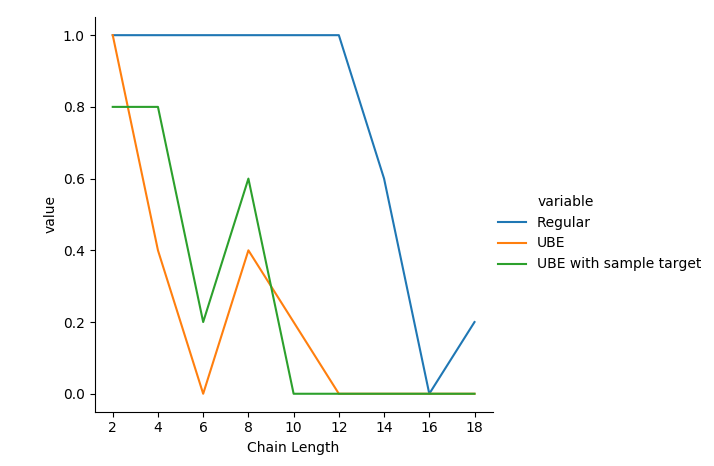 1.0
0.8
0.6
0.4
0.2
0.0
value
2 4 6 8 10 12 14 16 18
Chain Length
variable
Regular
UBE
UBE with sample target